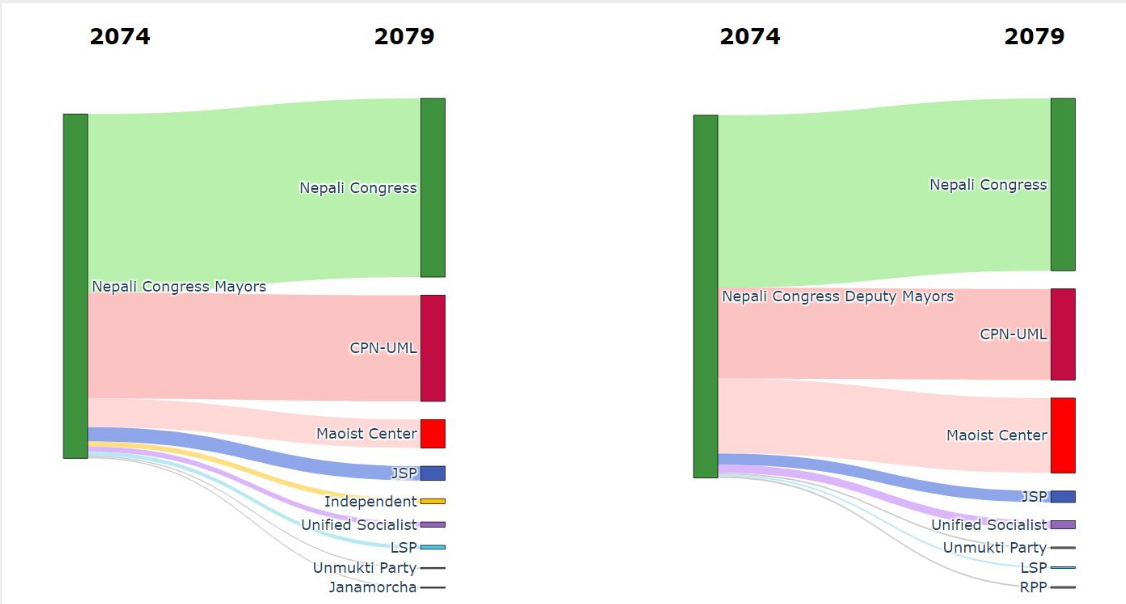 2074
2079
Nepali Congress
Nepali Congress Mayors
CPN-UML
Maoist Center
JSP
Independent
Unified Socialist
LSP
Unmukti Party
Janamorcha
2074
2079
Nepali Congress
Nepali Congress Deputy Mayors
CPN-UML
Maoist Center
JSP
Unified Socialist
Unmukti Party
LSP
RPP